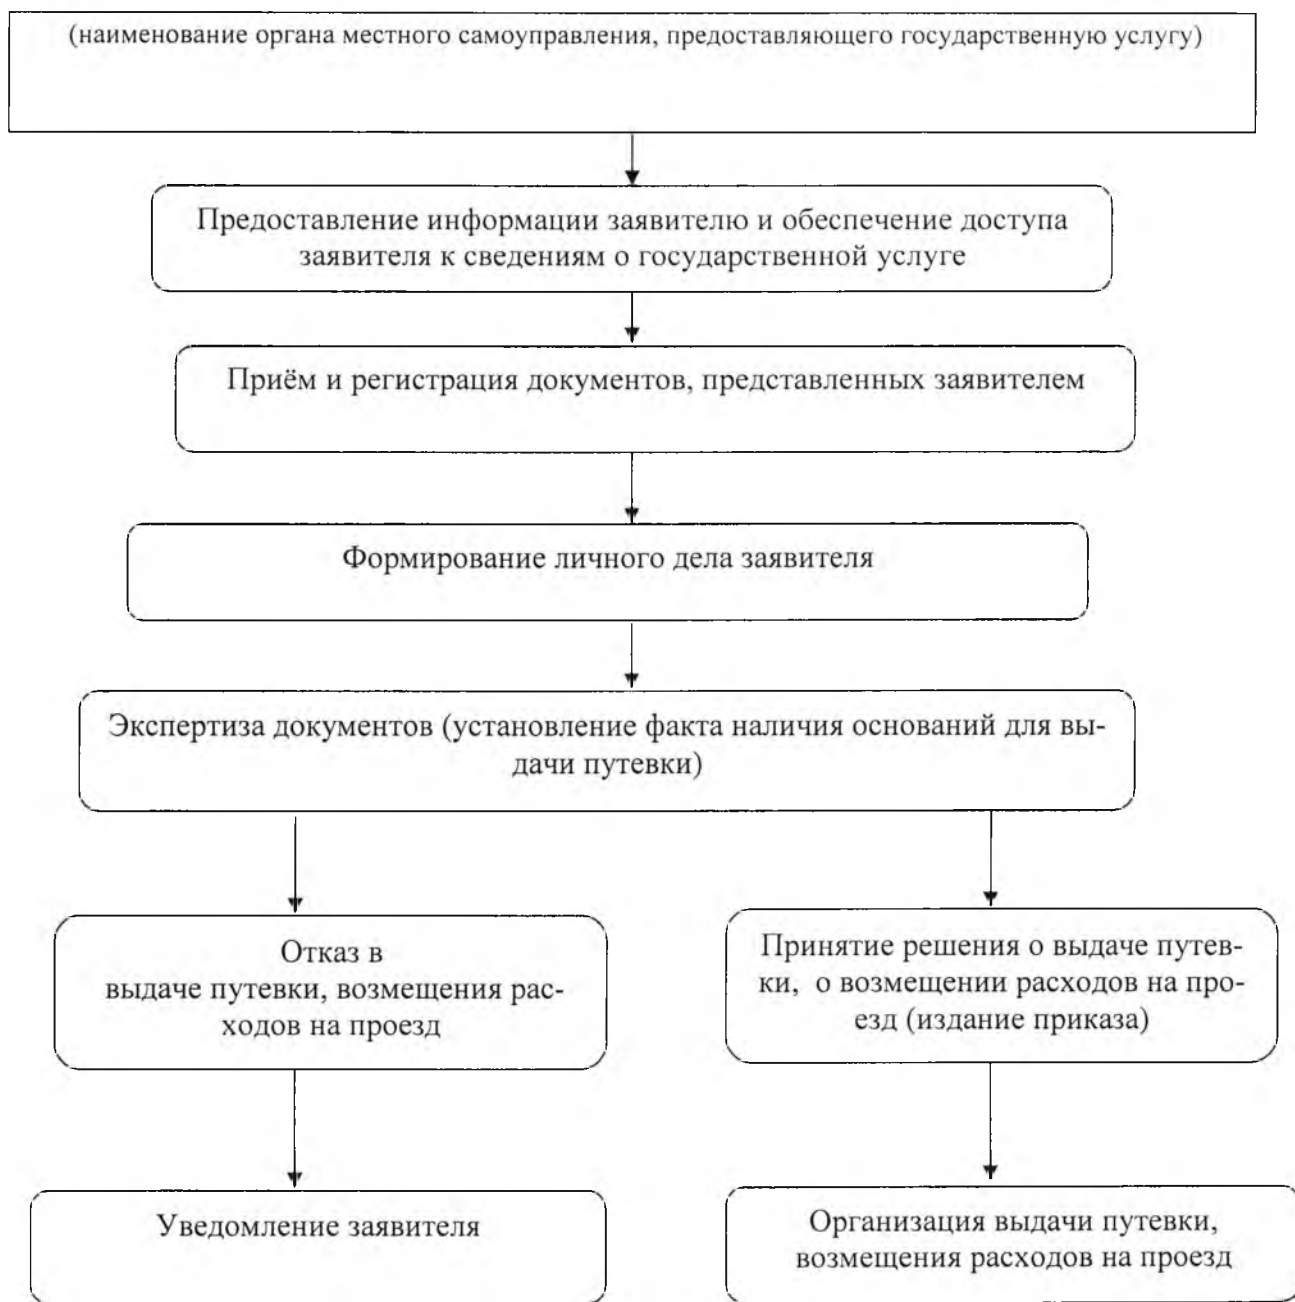 (наименование органа местного самоуправления, предоставляющего государственную услугу)
Предоставление информации заявителю и обеспечение доступа
заявителя к сведениям о государственной услуге
Приём и регистрация документов, представленных заявителем
Формирование личного дела заявителя
Экспертиза документов (установление факта наличия оснований для вы-
дачи путевки)
Отказ в
выдаче путевки, возмещения рас-
ходов на проезд
Принятие решения о выдаче путев-
ки, о возмещении расходов на про-
езд (издание приказа)
Уведомление заявителя
Организация выдачи путевки,
возмещения расходов на проезд